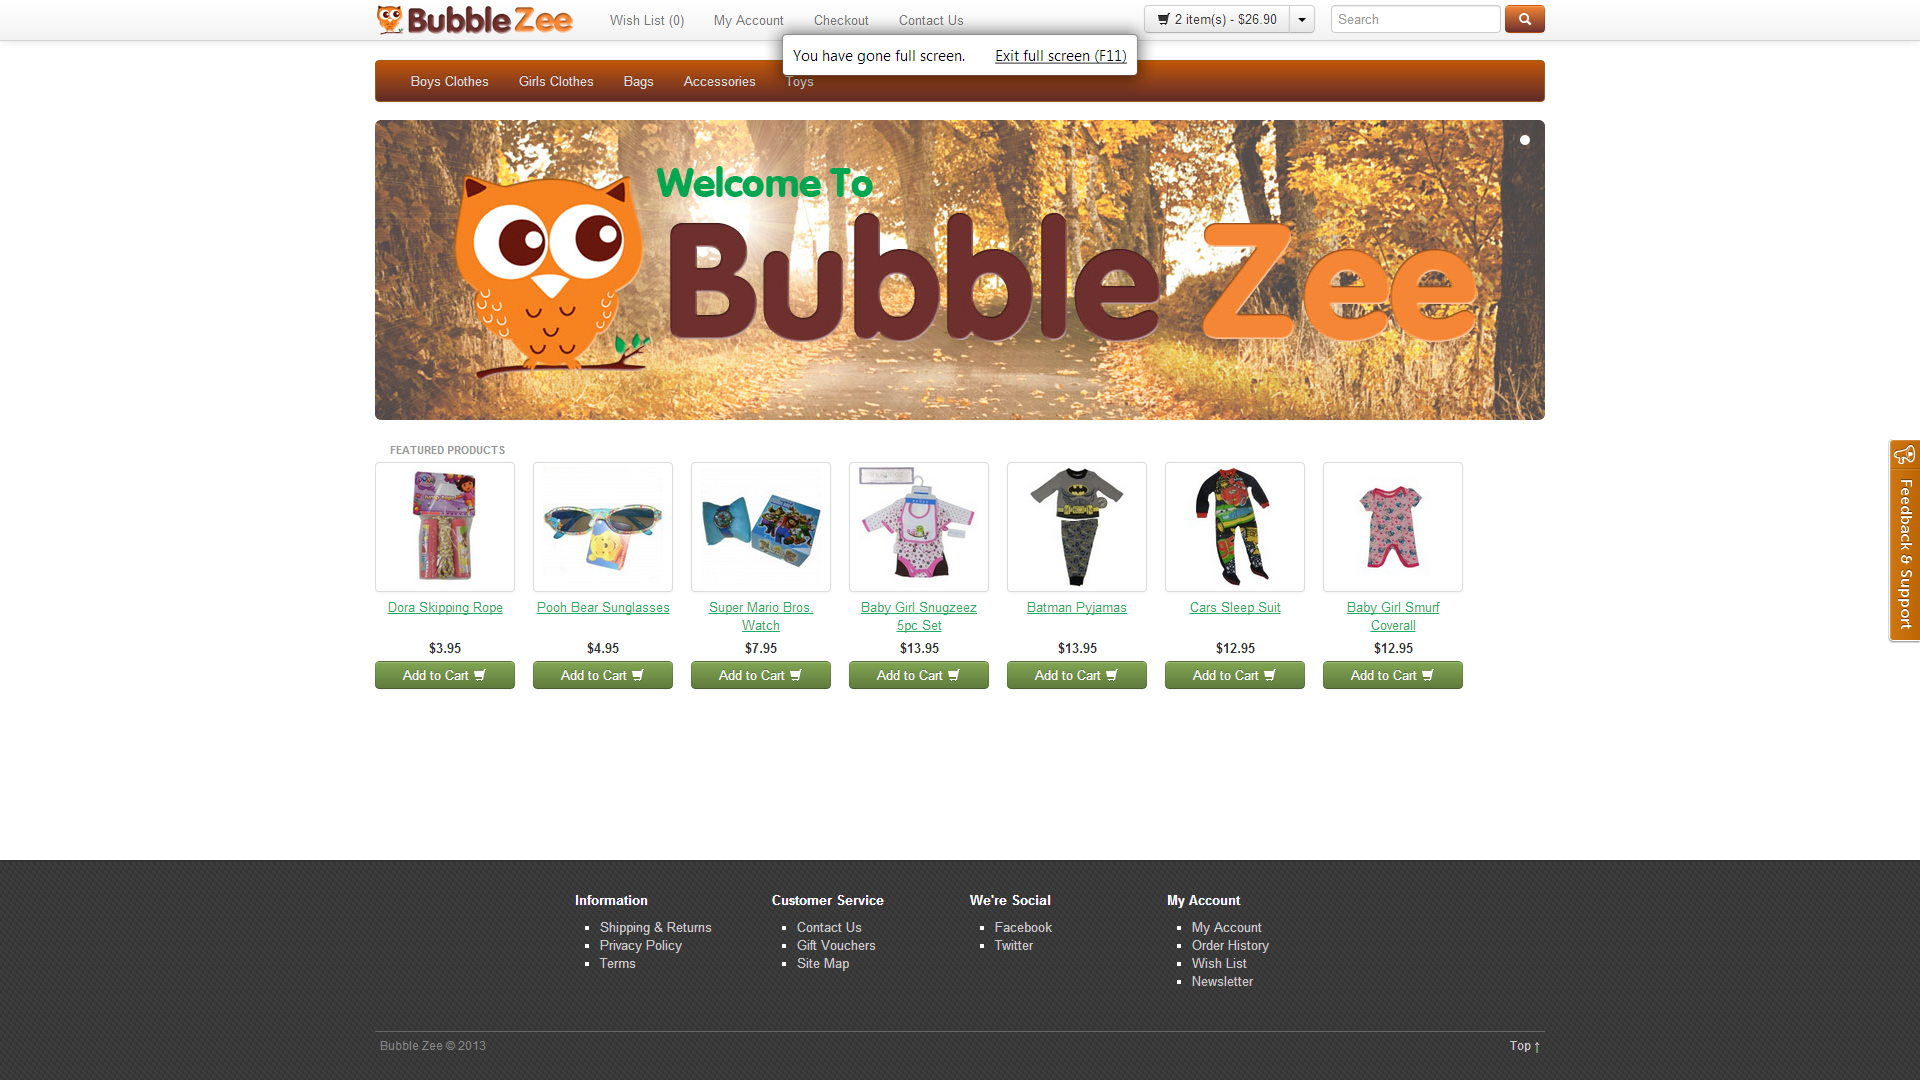 Bubble Zee
Wish List (0) My Account Checkout Contact Us
2 item(s) - $26.90
Search
You have gone full screen. Exit full screen (F11)
Boys Clothes Girls Clothes Bags Accessories Toys
Welcome To
Bubble Zee
FEATURED PRODUCTS
Dora Skipping Rope
$3.95
Add to Cart
Pooh Bear Sunglasses
$4.95
Add to Cart
Super Mario Bros.
Watch
$7.95
Add to Cart
Baby Girl Snugzeez
5pc Set
$13.95
Add to Cart
Batman Pyjamas
$13.95
Add to Cart
Cars Sleep Suit
$12.95
Add to Cart
Baby Girl Smurf
Coverall
$12.95
Add to Cart
Feedback & Support
Information
Shipping & Returns
Privacy Policy
Terms
Customer Service
Contact Us
Gift Vouchers
Site Map
We're Social
Facebook
Twitter
My Account
My Account
Order History
Wish List
Newsletter
Bubble Zee © 2013
Top ↑